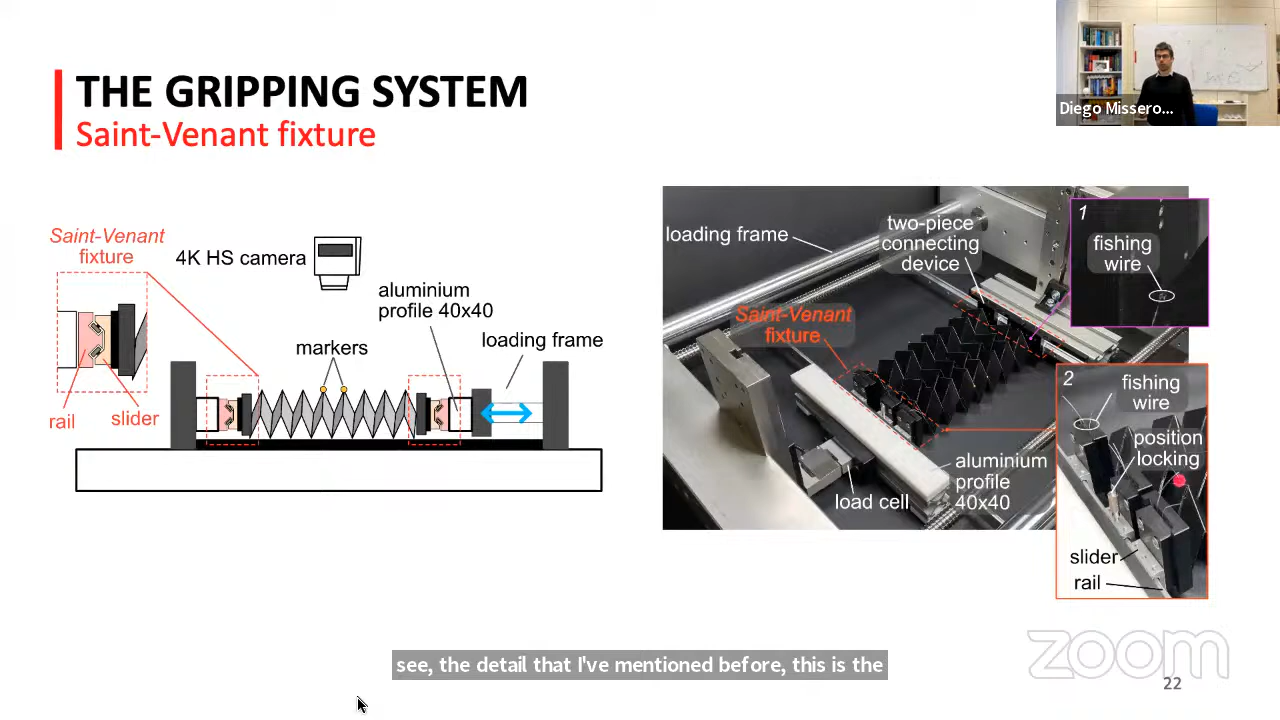 THE GRIPPING SYSTEM
Saint-Venant fixture
Diego Missero...
Saint-Venant
fixture
4K HS camera
aluminium
profile 40x40
markers
loading frame
rail
slider
loading frame
two-piece
connecting
device
Saint-Venant
fixture
load cell
aluminium
profile
40x40
1
fishing
wire
2
fishing
wire
position
locking
slider
rail
see, the detail that I've mentioned before, this is the
zoom
22